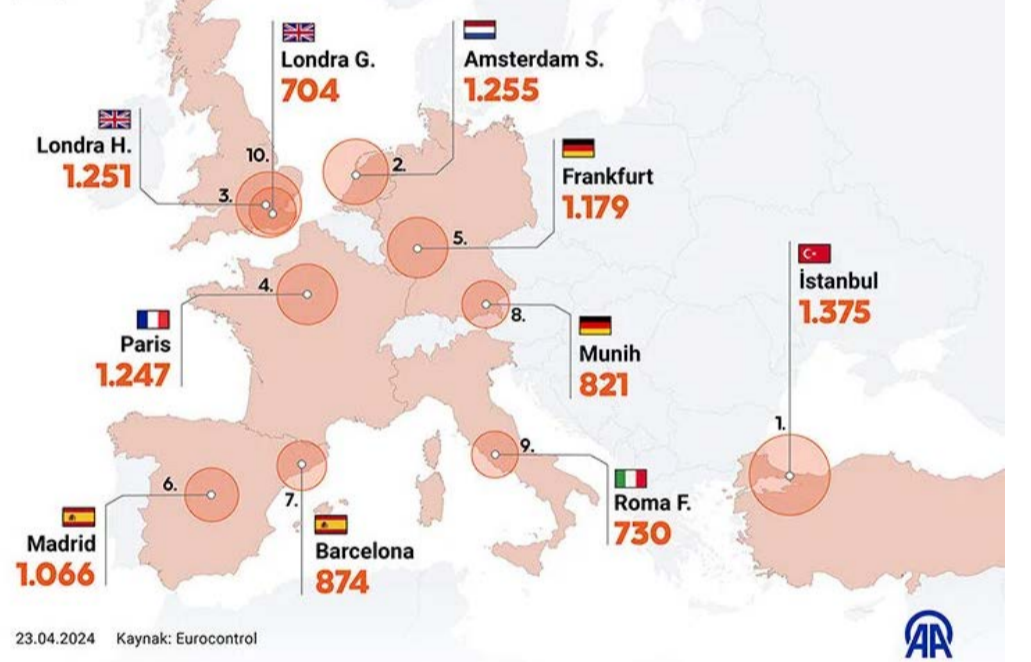 Londra G.
704
Amsterdam S.
1.255
Londra H.
1.251
10.
2.
3.
Frankfurt
1.179
5.
4.
İstanbul
1.375
8.
Paris
1.247
Munih
821
1.
9.
6.
7.
Roma F.
730
Madrid
1.066
Barcelona
874
23.04.2024 Kaynak: Eurocontrol
AA